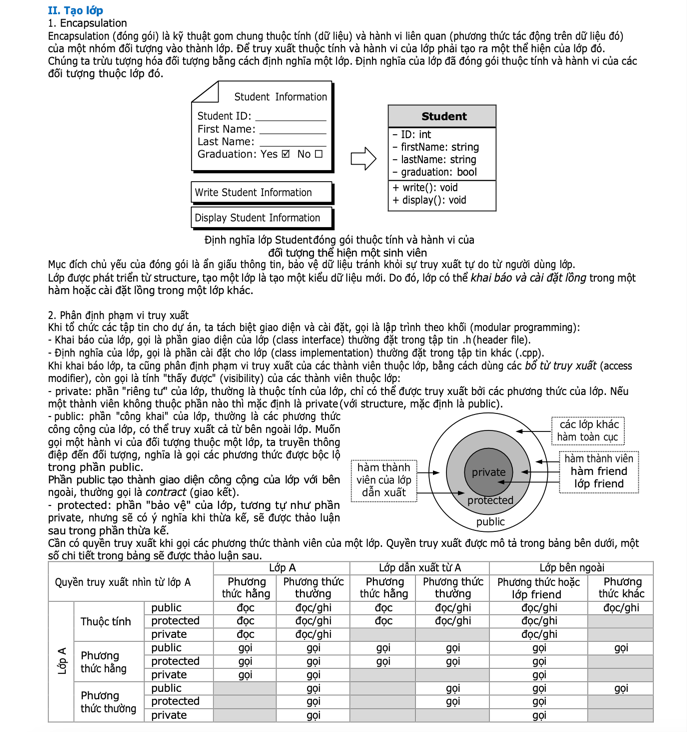 II. Tạo lớp
1. Encapsulation
Encapsulation (đóng gói) là kỹ thuật gom chung thuộc tính (dữ liệu) và hành vi liên quan (phương thức tác động trên dữ liệu đó)
của một nhóm đối tượng vào thành lớp. Để truy xuất thuộc tính và hành vi của lớp phải tạo ra một thể hiện của lớp đó.
Chúng ta trừu tượng hóa đối tượng bằng cách định nghĩa một lớp. Định nghĩa của lớp đã đóng gói thuộc tính và hành vi của các
đối tượng thuộc lớp đó.
Student Information
Student ID:
First Name:
Last Name:
Graduation: Yes ☑ No ☐
Write Student Information
Display Student Information
Student
- ID: int
- firstName: string
- lastName: string
- graduation: bool
+ write(): void
+ display(): void
Định nghĩa lớp Studentđóng gói thuộc tính và hành vi của
đối tượng thể hiện một sinh viên
Mục đích chủ yếu của đóng gói là ẩn giấu thông tin, bảo vệ dữ liệu tránh khỏi sự truy xuất tự do từ người dùng lớp.
Lớp được phát triển từ structure, tạo một lớp là tạo một kiểu dữ liệu mới. Do đó, lớp có thể khai báo và cài đặt lồng trong một
hàm hoặc cài đặt lồng trong một lớp khác.
2. Phân định phạm vi truy xuất
Khi tổ chức các tập tin cho dự án, ta tách biệt giao diện và cài đặt, gọi là lập trình theo khối (modular programming):
- Khai báo của lớp, gọi là phần giao diện của lớp (class interface) thường đặt trong tập tin .h(header file).
- Định nghĩa của lớp, gọi là phần cài đặt cho lớp (class implementation) thường đặt trong tập tin khác (.cpp).
Khi khai báo lớp, ta cũng phân định phạm vi truy xuất của các thành viên thuộc lớp, bằng cách dùng các bổ từ truy xuất (access
modifier), còn gọi là tính "thấy được" (visibility) của các thành viên thuộc lớp:
- private: phần "riêng tư" của lớp, thường là thuộc tính của lớp, chỉ có thể được truy xuất bởi các phương thức của lớp. Nếu
một thành viên không thuộc phần nào thì mặc định là private(với structure, mặc định là public).
- public: phần "công khai" của lớp, thường là các phương thức
công cộng của lớp, có thể truy xuất cả từ bên ngoài lớp. Muốn
gọi một hành vi của đối tượng thuộc một lớp, ta truyền thông
điệp đến đối tượng, nghĩa là gọi các phương thức được bộc lộ
trong phần public.
Phần public tạo thành giao diện công cộng của lớp với bên
ngoài, thường gọi là contract (giao kết).
- protected: phần "bảo vệ" của lớp, tương tự như phần
private, nhưng sẽ có ý nghĩa khi thừa kế, sẽ được thảo luận
sau trong phần thừa kế.
hàm thành
viên của lớp
dẫn xuất
private
protected
public
các lớp khác
hàm toàn cục
hàm thành viên
hàm friend
lớp friend
Cần có quyền truy xuất khi gọi các phương thức thành viên của một lớp. Quyền truy xuất được mô tả trong bảng bên dưới, một
số chi tiết trong bảng sẽ được thảo luận sau.
Quyền truy xuất nhìn từ lớp A
Lớp A Lớp dẫn xuất từ A Lớp bên ngoài
Phương Phương thức Phương Phương thức Phương thức hoặc Phương
thức hằng thường thức hằng thường lớp friend thức khác
Lớp A
Thuộc tính
public đọc đọc/ghi đọc đọc/ghi đọc/ghi đọc/ghi
protected đọc đọc/ghi đọc đọc/ghi đọc/ghi
private đọc đọc/ghi đọc/ghi
Phương
thức hằng
public gọi gọi gọi gọi gọi gọi
protected gọi gọi gọi gọi gọi
private gọi gọi gọi
Phương
thức thường
public gọi gọi gọi gọi
protected gọi gọi gọi
private gọi gọi